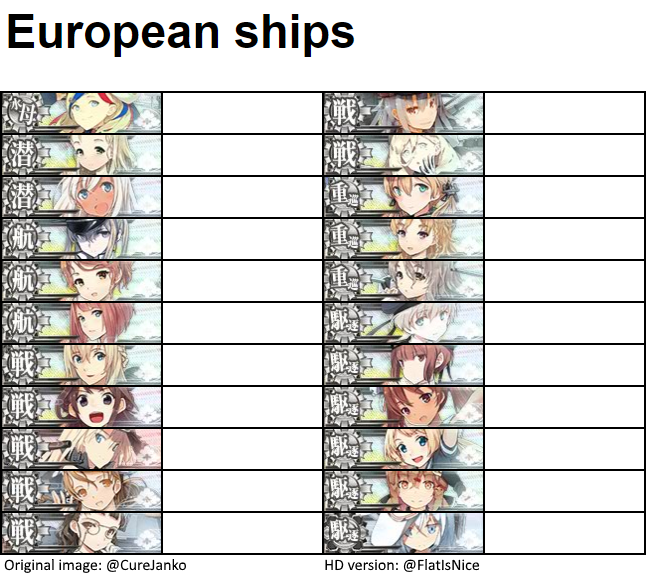 European ships
水母
戦
潜
戦
潜
重巡
航
重巡
航
重巡
航
駆逐
戦
駆逐
戦
駆逐
戦
駆逐
戦
駆逐
戦
駆逐
Original image: @CureJanko
HD version: @FlatIsNice